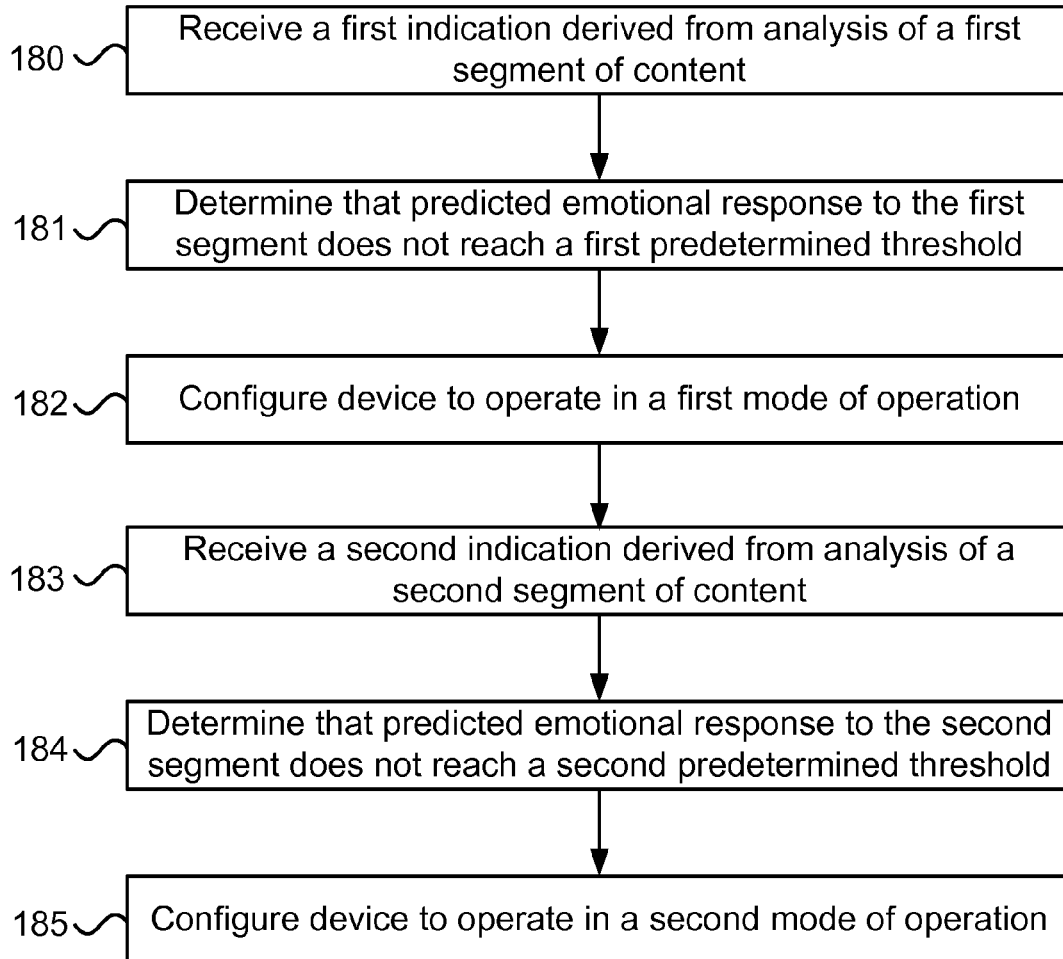 180
Receive a first indication derived from analysis of a first
segment of content
181
Determine that predicted emotional response to the first
segment does not reach a first predetermined threshold
182
Configure device to operate in a first mode of operation
183
Receive a second indication derived from analysis of a
second segment of content
184
Determine that predicted emotional response to the second
segment does not reach a second predetermined threshold
185
Configure device to operate in a second mode of operation